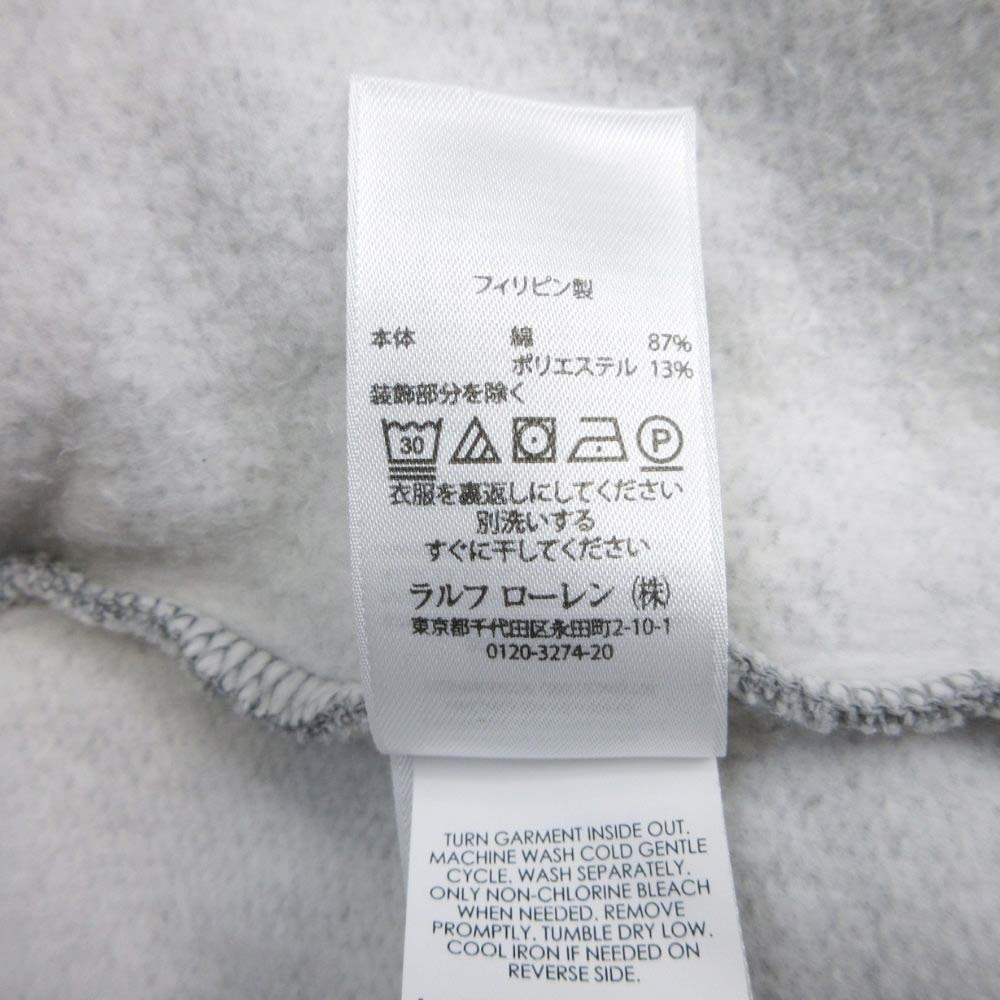 フィリピン製
本体 綿 87%
ポリエステル 13%
装飾部分を除く
30 P
衣服を裏返しにしてください
別洗いする
すぐに干してください
ラルフ ローレン (株)
東京都千代田区永田町2-10-1
0120-3274-20
TURN GARMENT INSIDE OUT.
MACHINE WASH COLD GENTLE
CYCLE. WASH SEPARATELY.
ONLY NON-CHLORINE BLEACH
WHEN NEEDED. REMOVE
PROMPTLY. TUMBLE DRY LOW.
COOL IRON IF NEEDED ON
REVERSE SIDE.